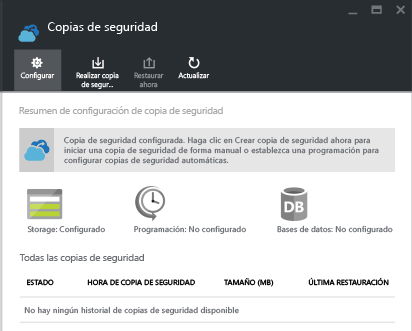 Copias de seguridad
Configurar
Realizar copia
de segur...
Restaurar
ahora
Actualizar
Resumen de configuración de copia de seguridad
Copia de seguridad configurada. Haga clic en Crear copia de seguridad ahora para
iniciar una copia de seguridad de forma manual o establezca una programación para
configurar copias de seguridad automáticas.
DB
Storage: Configurado
Programación: No configurado
Bases de datos: No configurado
Todas las copias de seguridad
ESTADO
HORA DE COPIA DE SEGURIDAD
TAMAÑO (MB)
ÚLTIMA RESTAURACIÓN
No hay ningún historial de copias de seguridad disponible